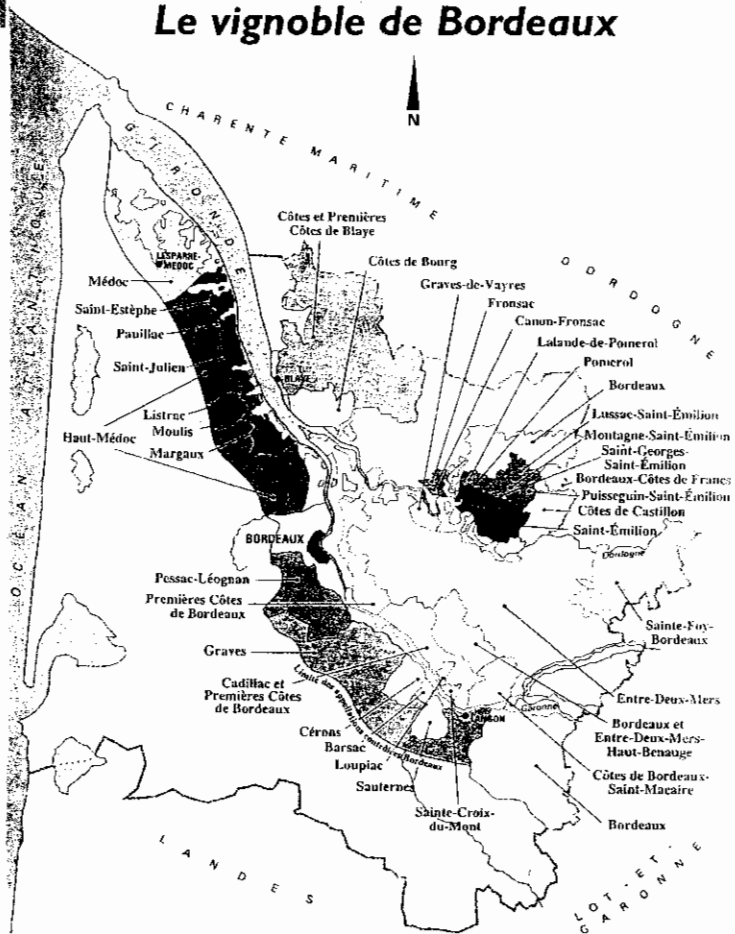 Le vignoble de Bordeaux
N
CHARENTE MARITIME
GIRONDE
OCEAN ATLANTIQUE
DORDOGNE
Côtes et Premières
Côtes de Blaye
Côtes de Bourg
Graves-de-Vayres
Fronsac
Canon-Fronsac
Lalande-de-Pomerol
Pomerol
Bordeaux
Lussac-Saint-Émilion
Montagne-Saint-Émilion
Saint-Georges-
Saint-Émilion
Bordeaux-Côtes de Francs
Puisseguin-Saint-Émilion
Côtes de Castillon
Saint-Émilion
Dordogne
LESPARRE-
MÉDOC
Médoc
Saint-Estèphe
Pauillac
Saint-Julien
BLAYE
Listrac
Moulis
Haut-Médoc
Margaux
BORDEAUX
Pessac-Léognan
Premières Côtes
de Bordeaux
Graves
Cadillac et
Premières Côtes
de Bordeaux
Limite des appellations contrôlées Bordeaux
Cérons
Barsac
Loupiac
Sauternes
Sainte-Croix-
du-Mont
LANGON
Garonne
Sainte-Foy-
Bordeaux
Entre-Deux-Mers
Bordeaux et
Entre-Deux-Mers-
Haut-Benauge
Côtes de Bordeaux-
Saint-Macaire
Bordeaux
LANDES
LOT-ET-
GARONNE